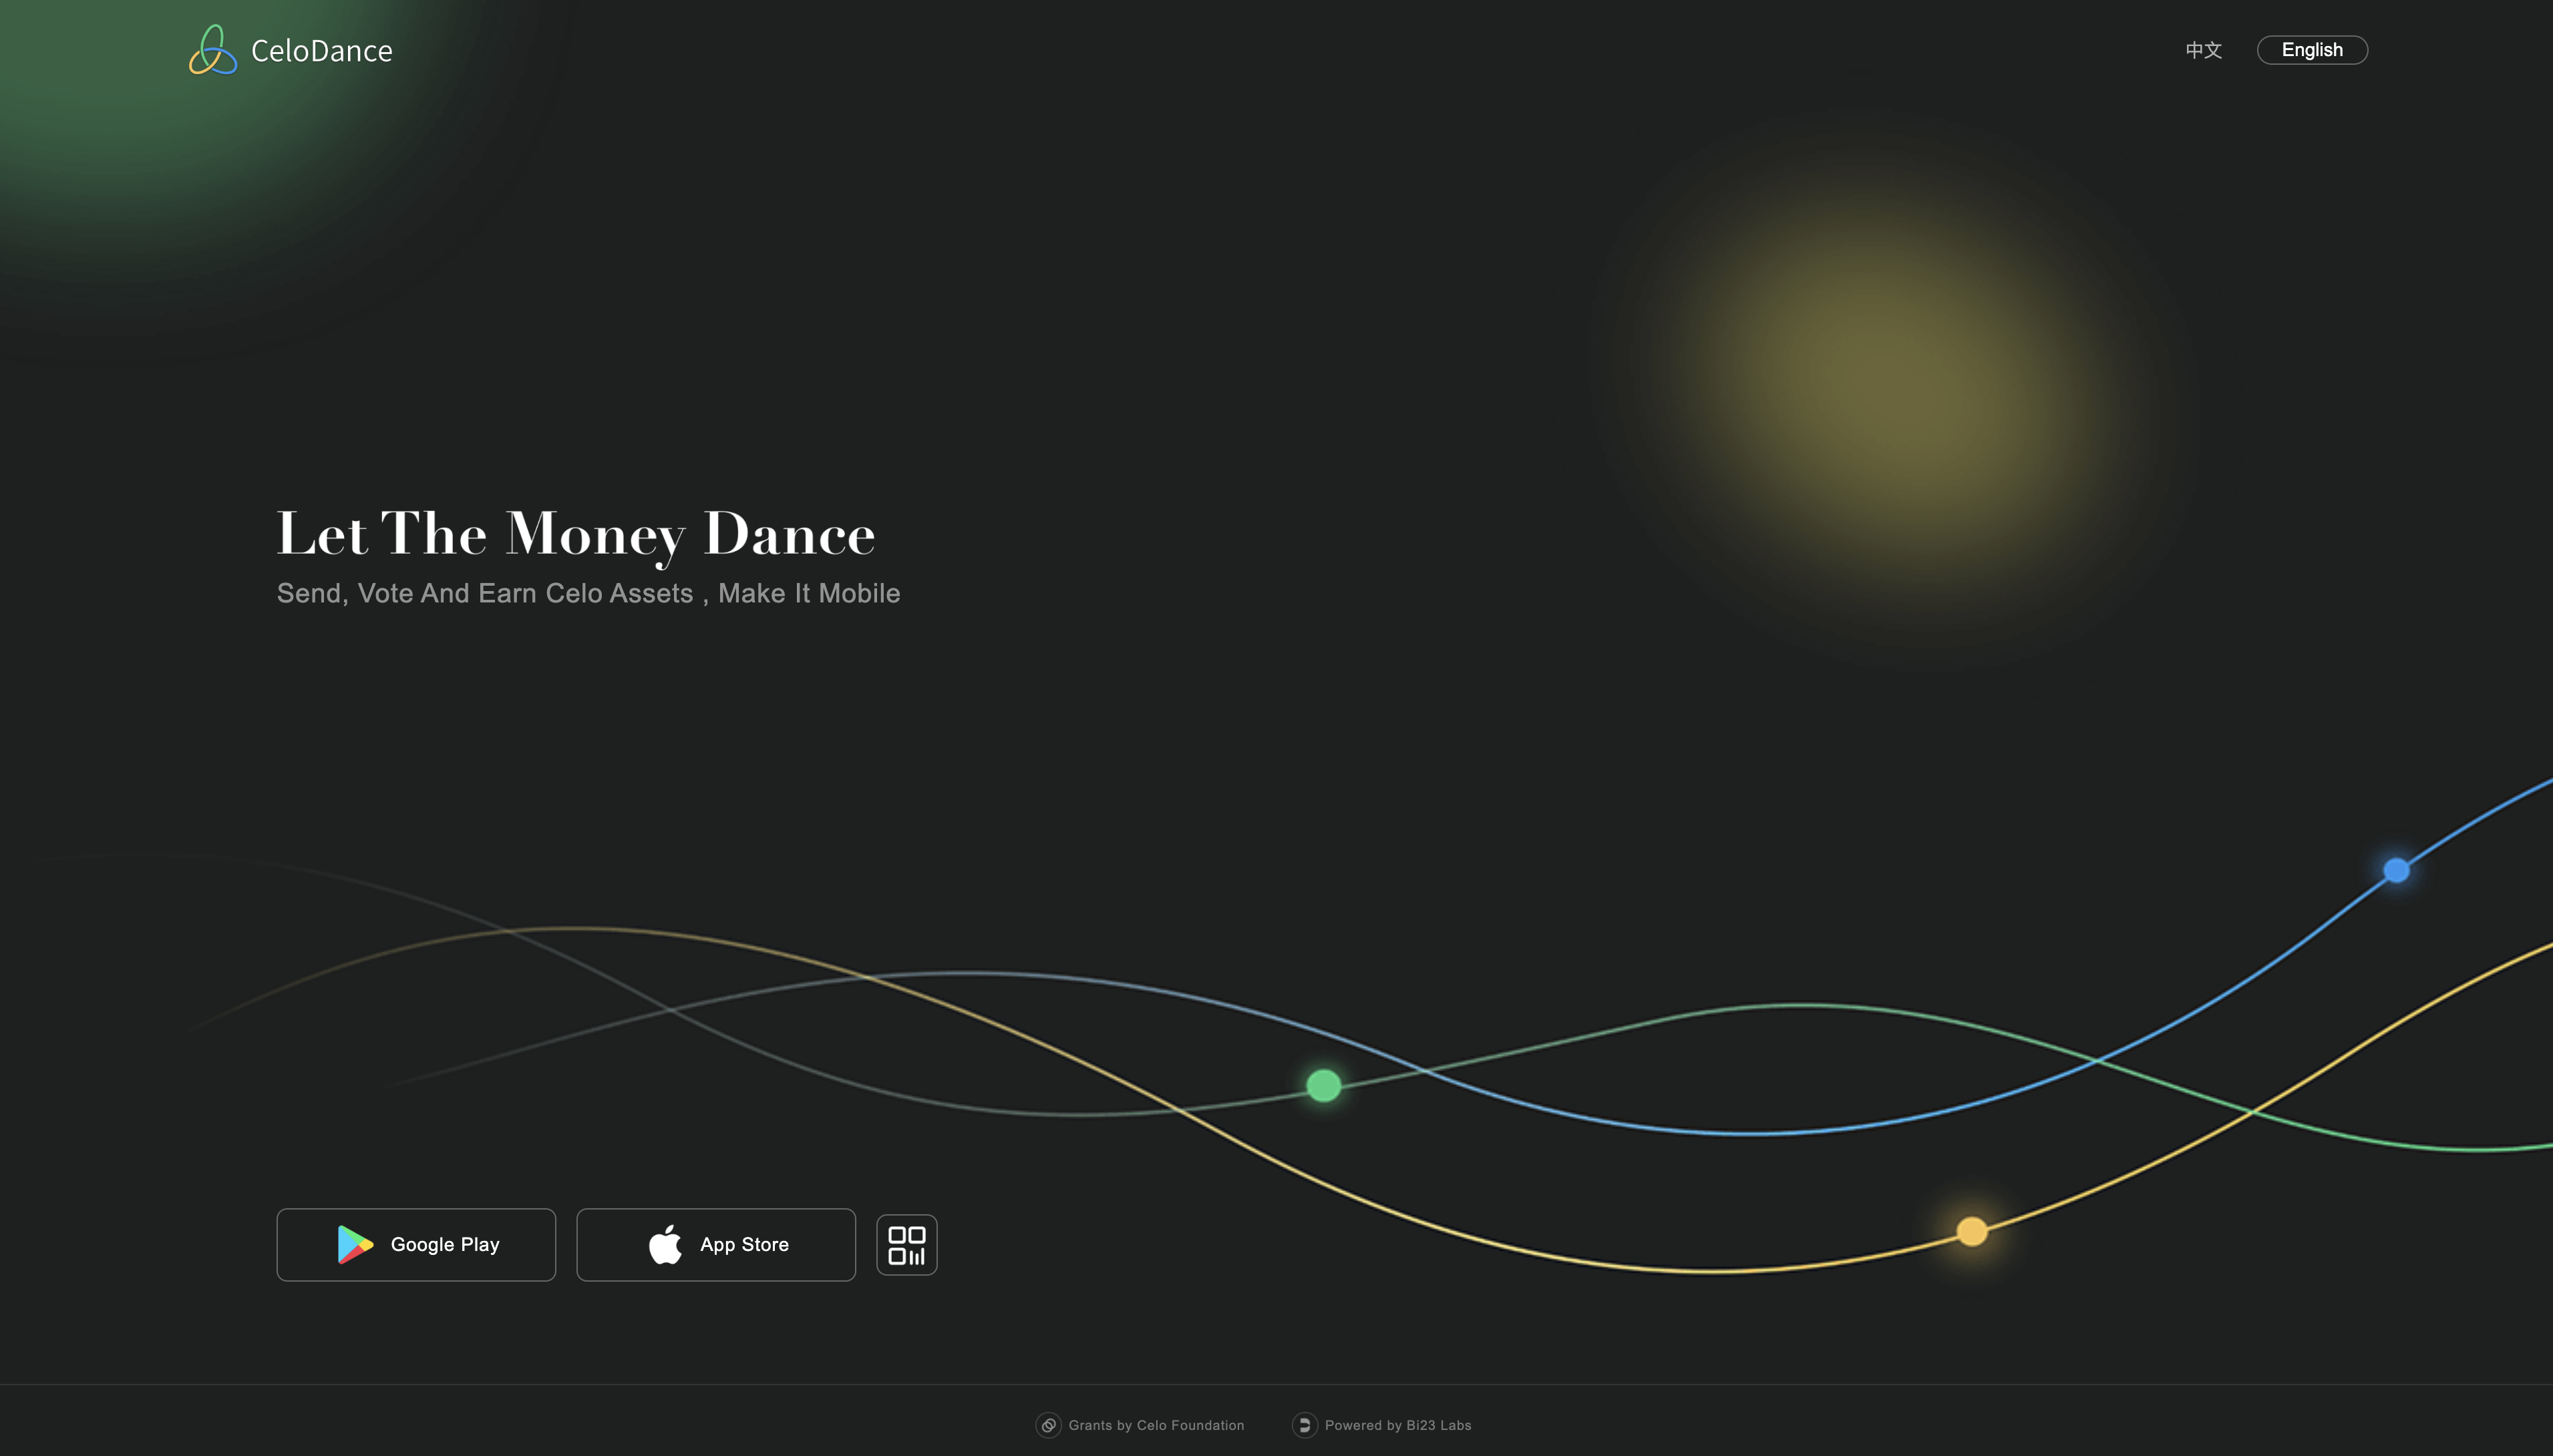 CeloDance
中文
English
Let The Money Dance
Send, Vote And Earn Celo Assets , Make It Mobile
Google Play
App Store
Grants by Celo Foundation
Powered by Bi23 Labs